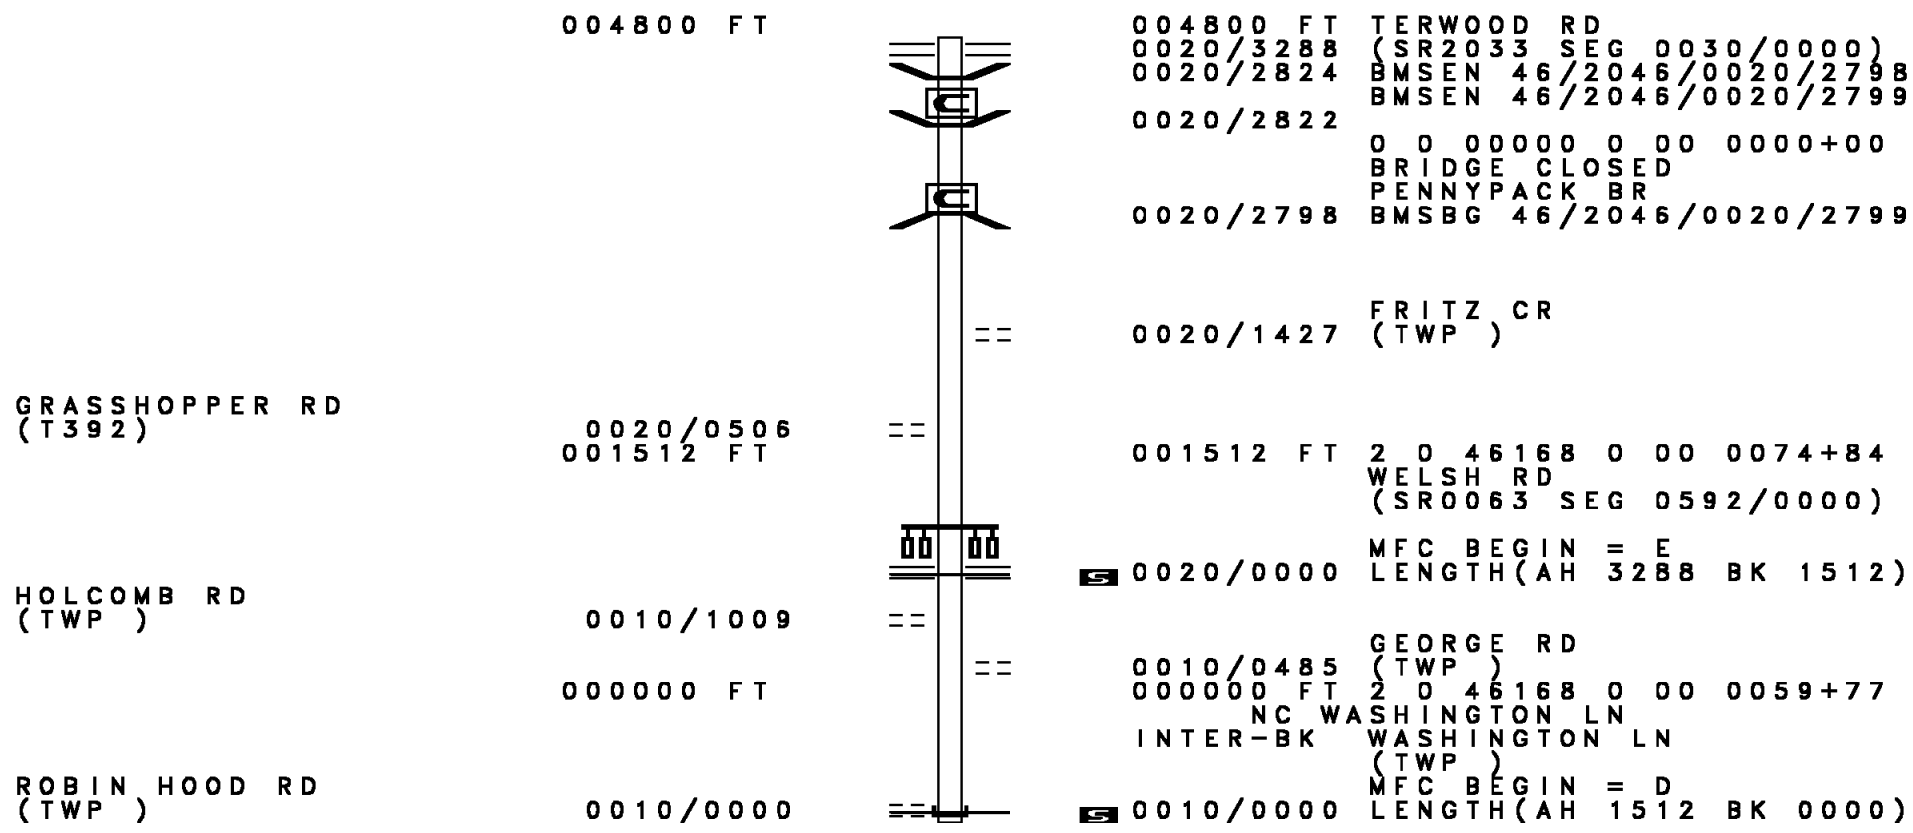 004800 FT 004800 FT TERWOOD RD
0020/3288 (SR2033 SEG 0030/0000)
0020/2824 BMSEN 46/2046/0020/2798
BMSEN 46/2046/0020/2799
0020/2822
0 0 00000 0 00 0000+00
BRIDGE CLOSED
PENNYPACK BR
0020/2798 BMSBG 46/2046/0020/2799
FRITZ CR
0020/1427 (TWP )
GRASSHOPPER RD
(T392) 0020/0506
001512 FT 001512 FT 2 0 46168 0 00 0074+84
WELSH RD
(SR0063 SEG 0592/0000)
MFC BEGIN = E
S 0020/0000 LENGTH(AH 3288 BK 1512)
HOLCOMB RD
(TWP ) 0010/1009
GEORGE RD
0010/0485 (TWP )
000000 FT 000000 FT 2 0 46168 0 00 0059+77
NC WASHINGTON LN
INTER-BK WASHINGTON LN
(TWP )
ROBIN HOOD RD MFC BEGIN = D
(TWP ) 0010/0000 S 0010/0000 LENGTH(AH 1512 BK 0000)